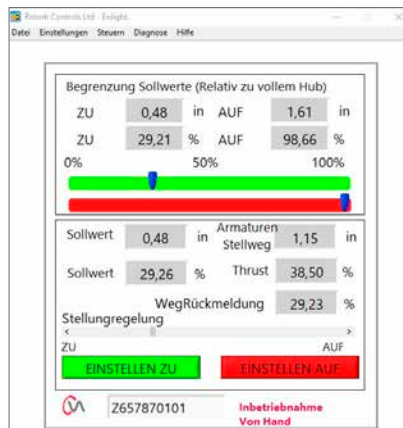 Rotork Controls Ltd - Enlight.
Datei Einstellungen Steuern Diagnose Hilfe
Begrenzung Sollwerte (Relativ zu vollem Hub)
ZU 0,48 in AUF 1,61 in
ZU 29,21 % AUF 98,66 %
0% 50% 100%
Sollwert 0,48 in Armaturen Stellweg 1,15 in
Sollwert 29,26 % Thrust 38,50 %
WegRückmeldung 29,23 %
Stellungregelung
< >
ZU AUF
EINSTELLEN ZU EINSTELLEN AUF
Z657870101 Inbetriebnahme
Von Hand